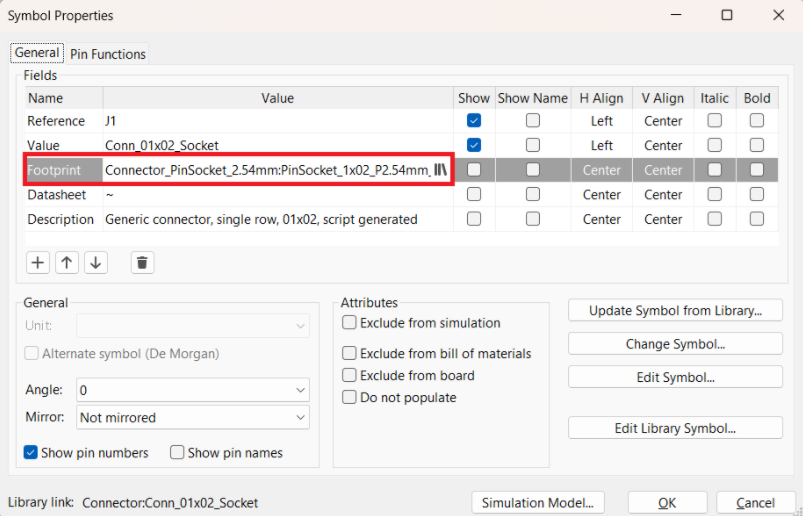 Symbol Properties
General Pin Functions
Fields
Name Value Show Show Name H Align V Align Italic Bold
Reference J1 Left Center
Value Conn_01x02_Socket Left Center
Footprint Connector_PinSocket_2.54mm:PinSocket_1x02_P2.54mm_ Center Center
Datasheet ~ Center Center
Description Generic connector, single row, 01x02, script generated Center Center
General
Unit:
Alternate symbol (De Morgan)
Angle: 0
Mirror: Not mirrored
Show pin numbers Show pin names
Attributes
Exclude from simulation
Exclude from bill of materials
Exclude from board
Do not populate
Update Symbol from Library...
Change Symbol...
Edit Symbol...
Edit Library Symbol...
Library link: Connector:Conn_01x02_Socket Simulation Model... OK Cancel